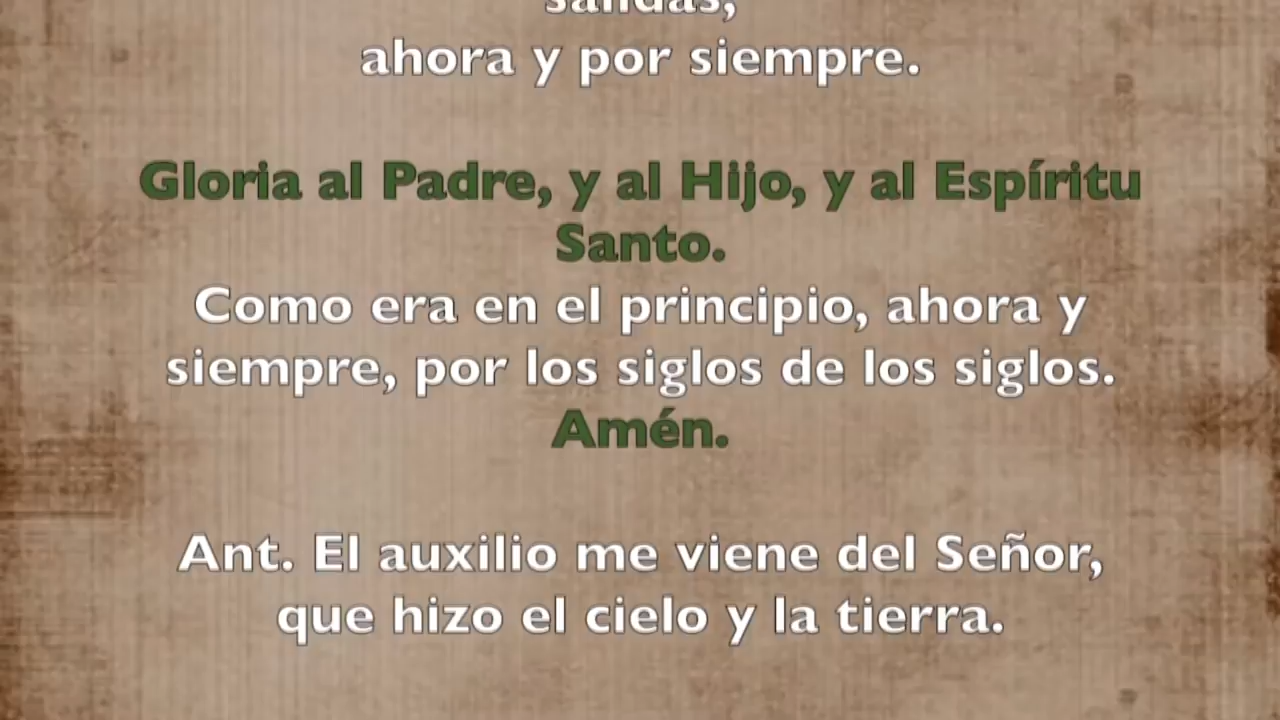 ahora y por siempre.
Gloria al Padre, y al Hijo, y al Espíritu
Santo.
Como era en el principio, ahora y
siempre, por los siglos de los siglos.
Amén.
Ant. El auxilio me viene del Señor,
que hizo el cielo y la tierra.